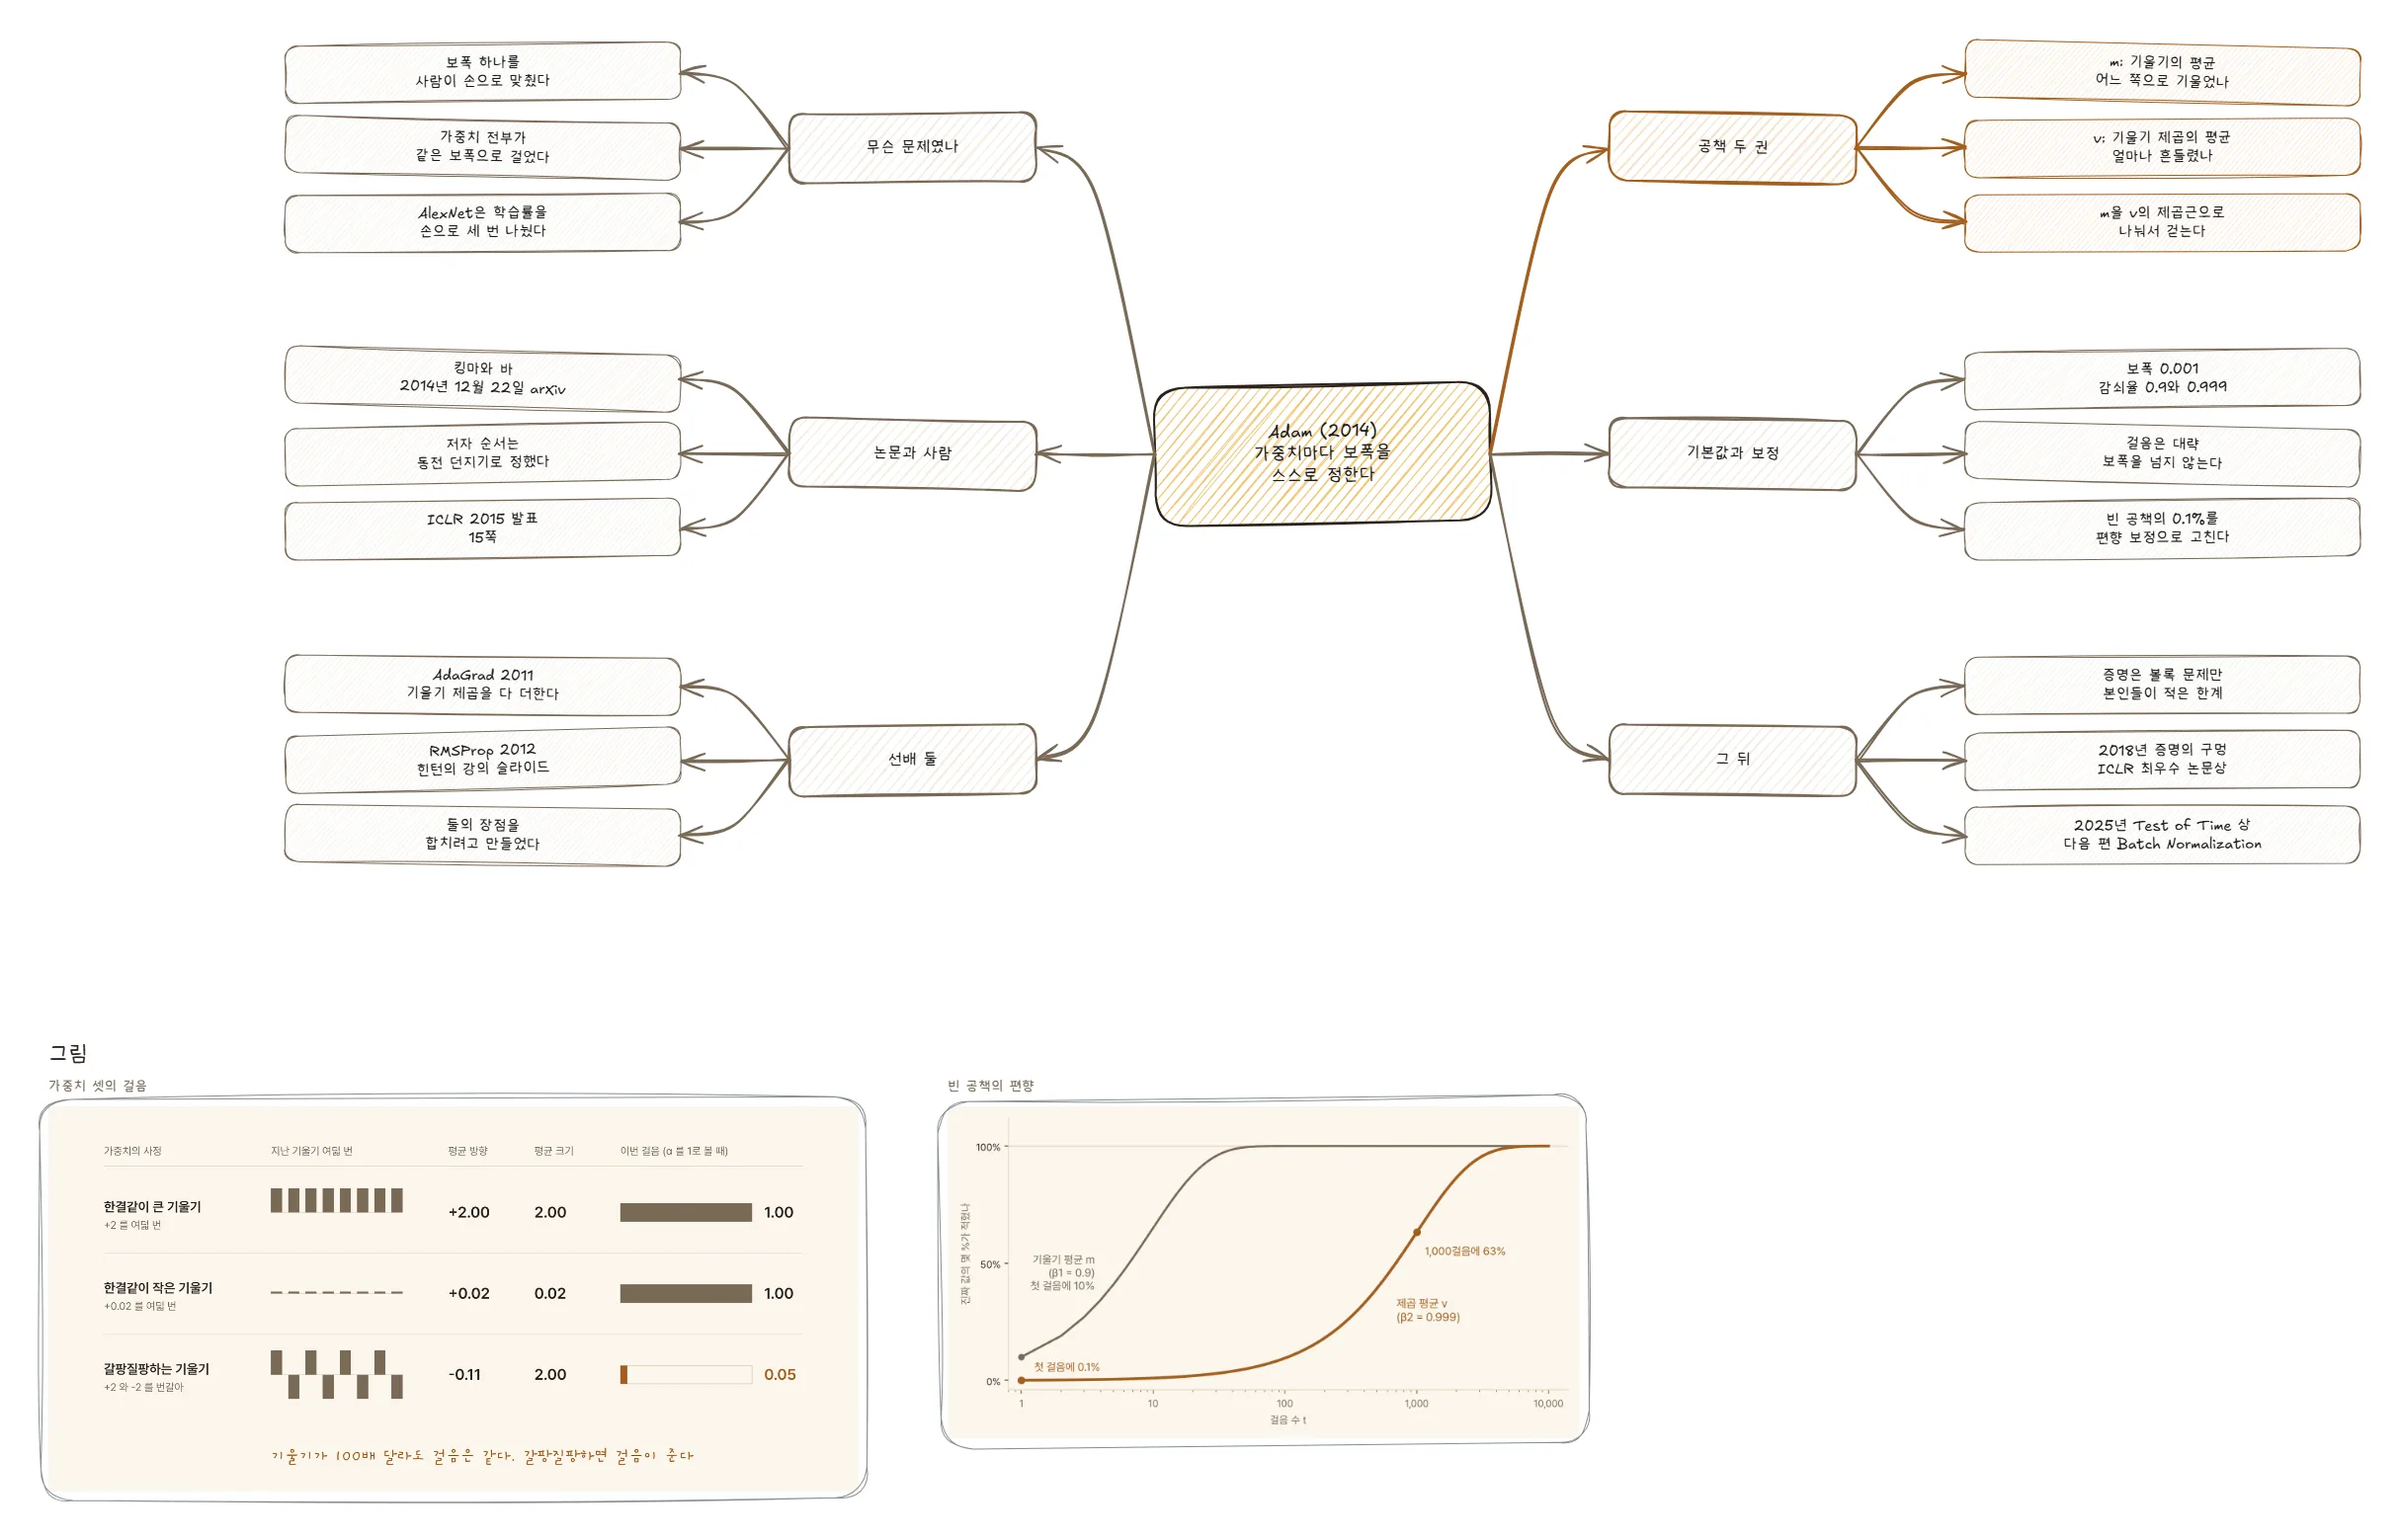 보폭 하나를
사람이 손으로 맞췄다
가중치 전부가
같은 보폭으로 걸었다
AlexNet은 학습률을
손으로 세 번 나눴다
무슨 문제였나
킹마와 바
2014년 12월 22일 arXiv
저자 순서는
동전 던지기로 정했다
ICLR 2015 발표
15쪽
논문과 사람
AdaGrad 2011
기울기 제곱을 다 더한다
RMSProp 2012
힌턴의 강의 슬라이드
둘의 장점을
합치려고 만들었다
선배 둘
Adam (2014)
가중치마다 보폭을
스스로 정한다
공책 두 권
m: 기울기의 평균
어느 쪽으로 기울었나
v: 기울기 제곱의 평균
얼마나 흔들렸나
m을 v의 제곱근으로
나눠서 걷는다
기본값과 보정
보폭 0.001
감쇠율 0.9와 0.999
걸음은 대략
보폭을 넘지 않는다
빈 공책의 0.1%를
편향 보정으로 고친다
그 뒤
증명은 볼록 문제만
본인들이 적은 한계
2018년 증명의 구멍
ICLR 최우수 논문상
2025년 Test of Time 상
다음 편 Batch Normalization
그림
가중치 셋의 걸음
가중치의 사정 지난 기울기 여덟 번 평균 방향 평균 크기 이번 걸음 (α 를 1로 볼 때)
한결같이 큰 기울기 +2.00 2.00 1.00
+2 를 여덟 번
한결같이 작은 기울기 +0.02 0.02 1.00
+0.02 를 여덟 번
갈팡질팡하는 기울기 -0.11 2.00 0.05
+2 와 -2 를 번갈아
기울기가 100배 달라도 걸음은 같다. 갈팡질팡하면 걸음이 준다
빈 공책의 편향
진짜 값의 몇 %가 적혔나
100%
50%
0%
기울기 평균 m
(β1 = 0.9)
첫 걸음에 10%
첫 걸음에 0.1%
1,000걸음에 63%
제곱 평균 v
(β2 = 0.999)
1 10 100 1,000 10,000
걸음 수 t